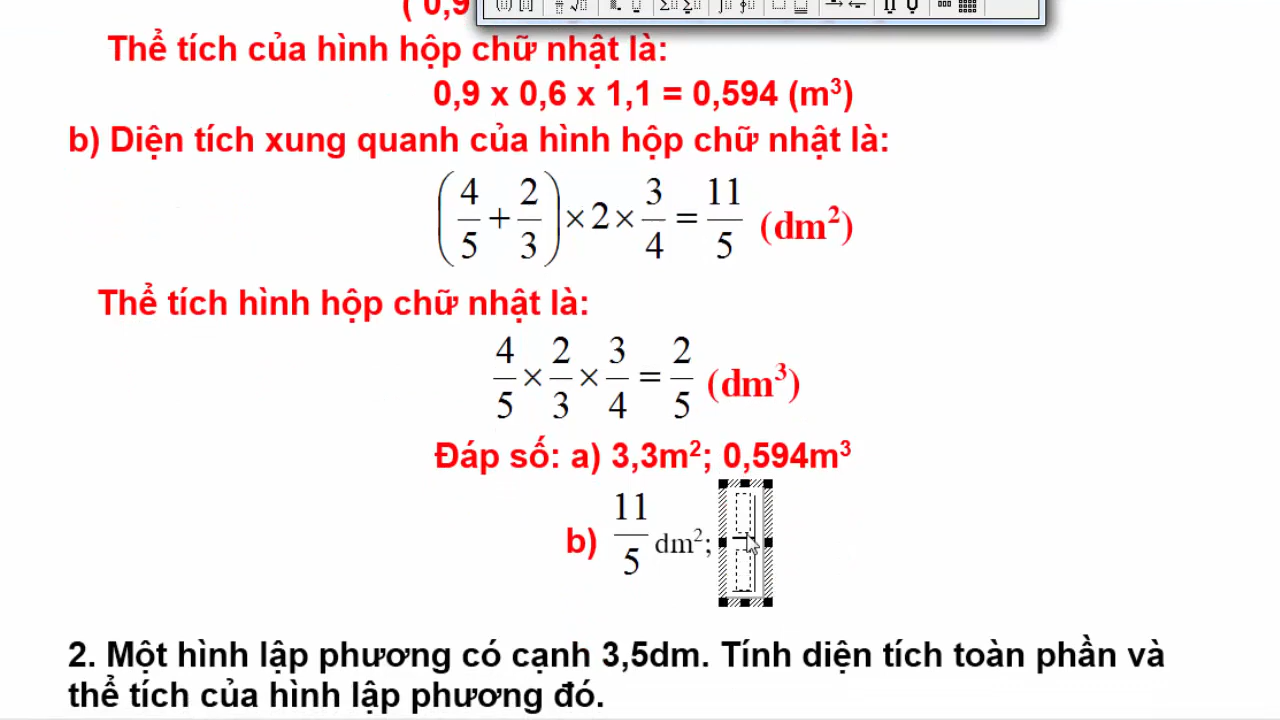 ( 0,9
Thể tích của hình hộp chữ nhật là:
0,9 x 0,6 x 1,1 = 0,594 (m³)
b) Diện tích xung quanh của hình hộp chữ nhật là:
(4/5 + 2/3) × 2 × 3/4 = 11/5 (dm²)
Thể tích hình hộp chữ nhật là:
4/5 × 2/3 × 3/4 = 2/5 (dm³)
Đáp số: a) 3,3m²; 0,594m³
b) 11/5 dm²;
2. Một hình lập phương có cạnh 3,5dm. Tính diện tích toàn phần và
thể tích của hình lập phương đó.